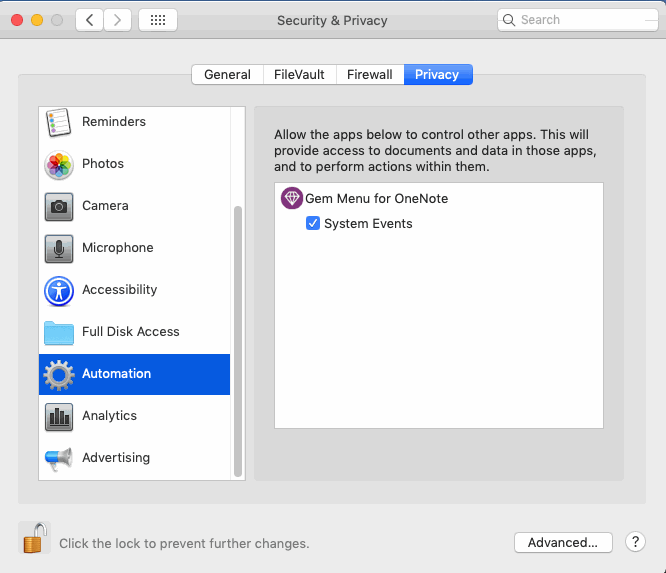 Security & Privacy
Search
General
FileVault
Firewall
Privacy
Reminders
Photos
Camera
Microphone
Accessibility
Full Disk Access
Automation
Analytics
Advertising
Allow the apps below to control other apps. This will
provide access to documents and data in those apps,
and to perform actions within them.
Gem Menu for OneNote
System Events
Click the lock to prevent further changes.
Advanced...
?